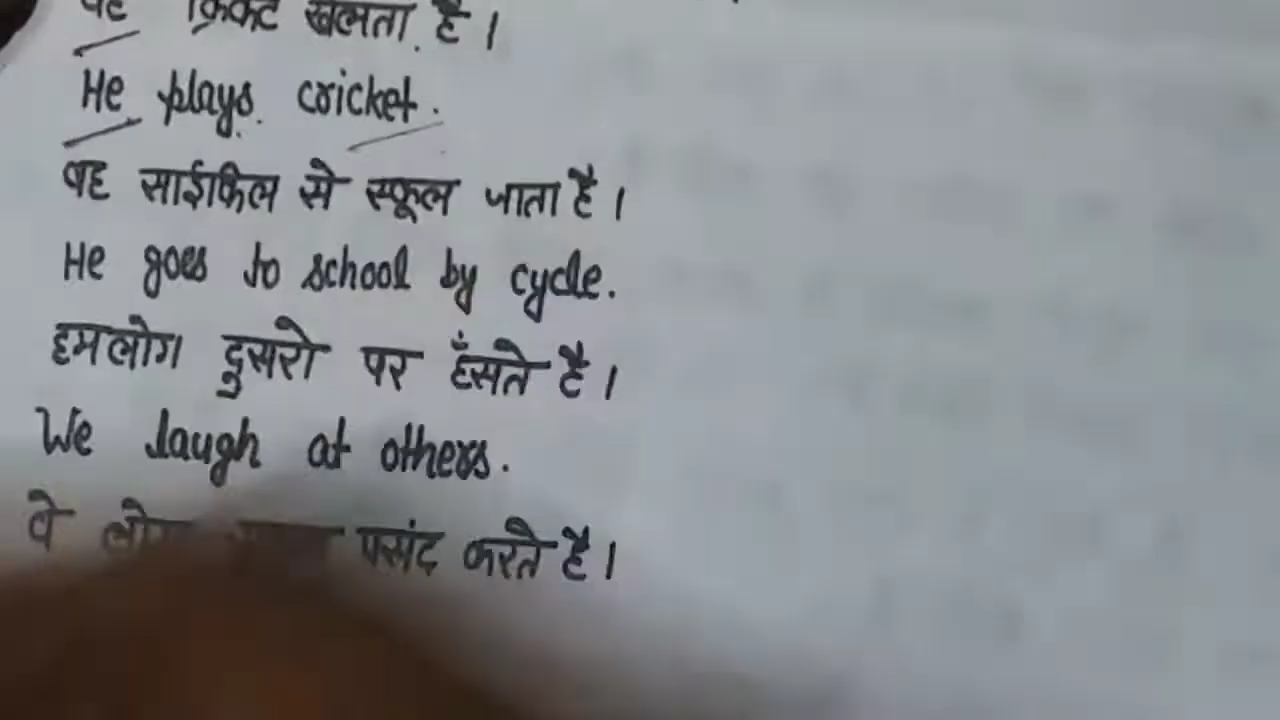 वह क्रिकेट खेलता है।
He plays cricket.
वह साईकिल से स्कूल जाता है।
He goes to school by cycle.
हमलोग दुसरो पर हँसते है।
We laugh at others.
वे लोग पसंद करते है।